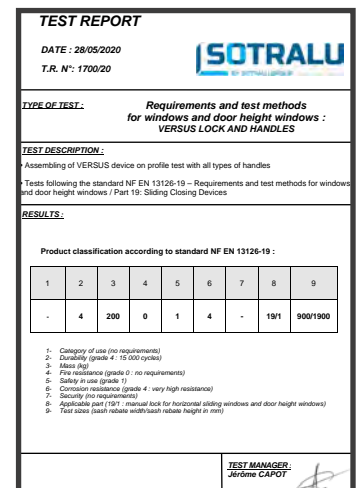 TEST REPORT
DATE : 28/05/2020
T.R. N°: 1700/20
SOTRALU
TYPE OF TEST :
Requirements and test methods
for windows and door height windows :
VERSUS LOCK AND HANDLES
TEST DESCRIPTION :
• Assembling of VERSUS device on profile test with all types of handles
• Tests following the standard NF EN 13126-19 – Requirements and test methods for windows
and door height windows / Part 19: Sliding Closing Devices
RESULTS :
Product classification according to standard NF EN 13126-19 :
1 2 3 4 5 6 7 8 9
- 4 200 0 1 4 - 19/1 900/1900
1- Category of use (no requirements)
2- Durability (grade 4 : 15 000 cycles)
3- Mass (kg)
4- Fire resistance (grade 0 : no requirements)
5- Safety in use (grade 1)
6- Corrosion resistance (grade 4 : very high resistance)
7- Security (no requirements)
8- Applicable part (19/1 : manual lock for horizontal sliding windows and door height windows)
9- Test sizes (sash rebate width/sash rebate height in mm)
TEST MANAGER :
Jérôme CAPOT